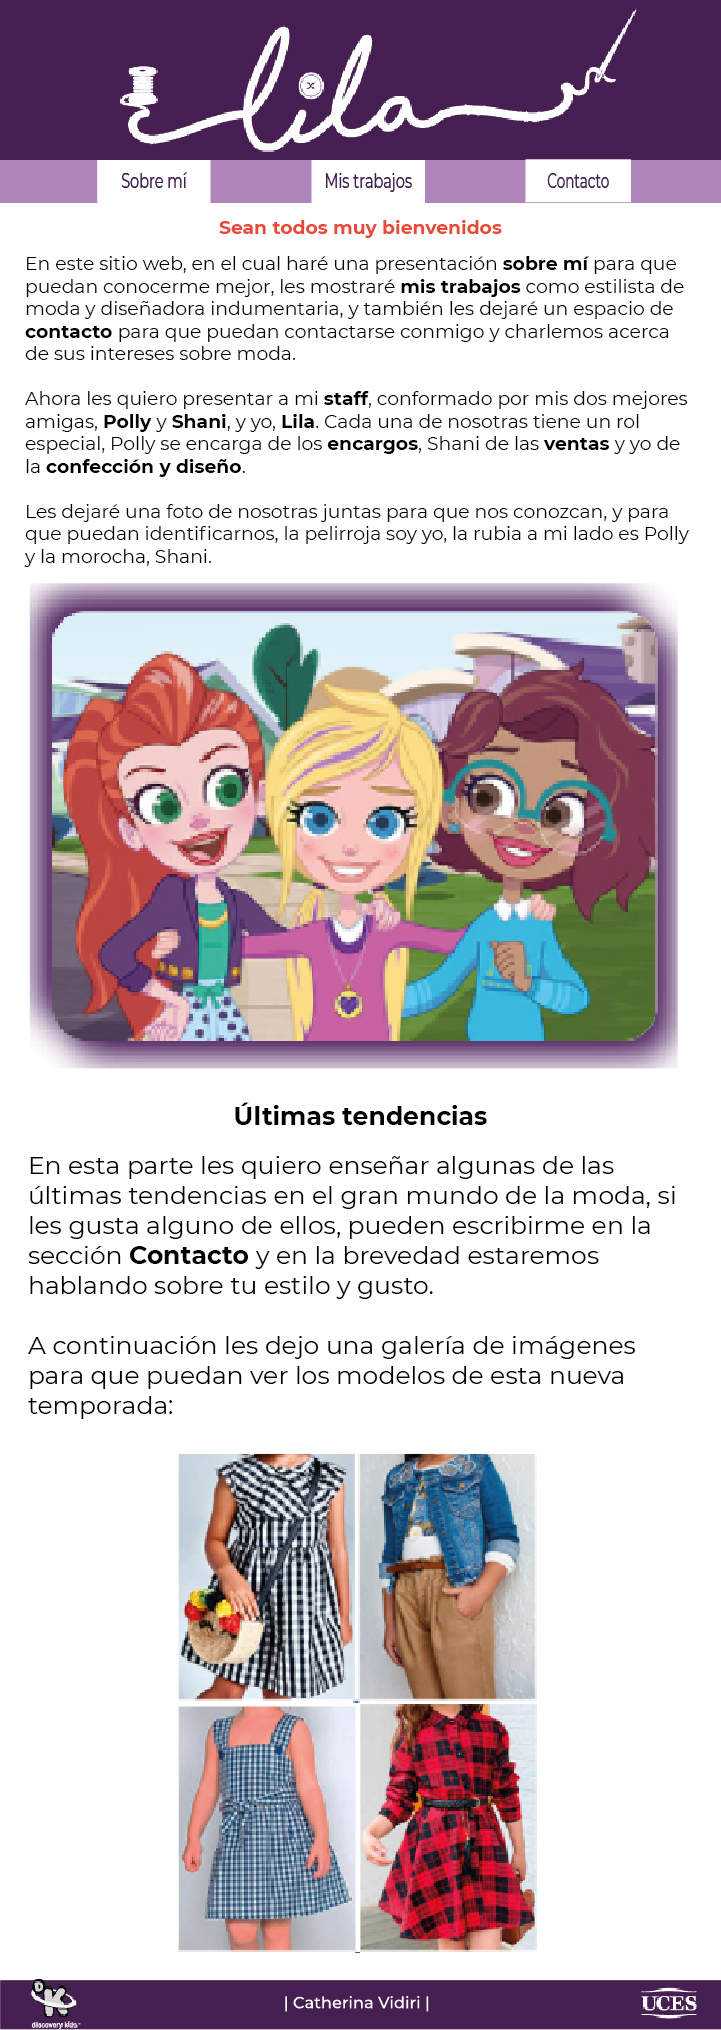 lila
Sobre mí
Mis trabajos
Contacto
Sean todos muy bienvenidos
En este sitio web, en el cual haré una presentación sobre mí para que
puedan conocerme mejor, les mostraré mis trabajos como estilista de
moda y diseñadora indumentaria, y también les dejaré un espacio de
contacto para que puedan contactarse conmigo y charlemos acerca
de sus intereses sobre moda.
Ahora les quiero presentar a mi staff, conformado por mis dos mejores
amigas, Polly y Shani, y yo, Lila. Cada una de nosotras tiene un rol
especial, Polly se encarga de los encargos, Shani de las ventas y yo de
la confección y diseño.
Les dejaré una foto de nosotras juntas para que nos conozcan, y para
que puedan identificarnos, la pelirroja soy yo, la rubia a mi lado es Polly
y la morocha, Shani.
Últimas tendencias
En esta parte les quiero enseñar algunas de las
últimas tendencias en el gran mundo de la moda, si
les gusta alguno de ellos, pueden escribirme en la
sección Contacto y en la brevedad estaremos
hablando sobre tu estilo y gusto.
A continuación les dejo una galería de imágenes
para que puedan ver los modelos de esta nueva
temporada:
DK
discovery kids
| Catherina Vidiri |
UCES